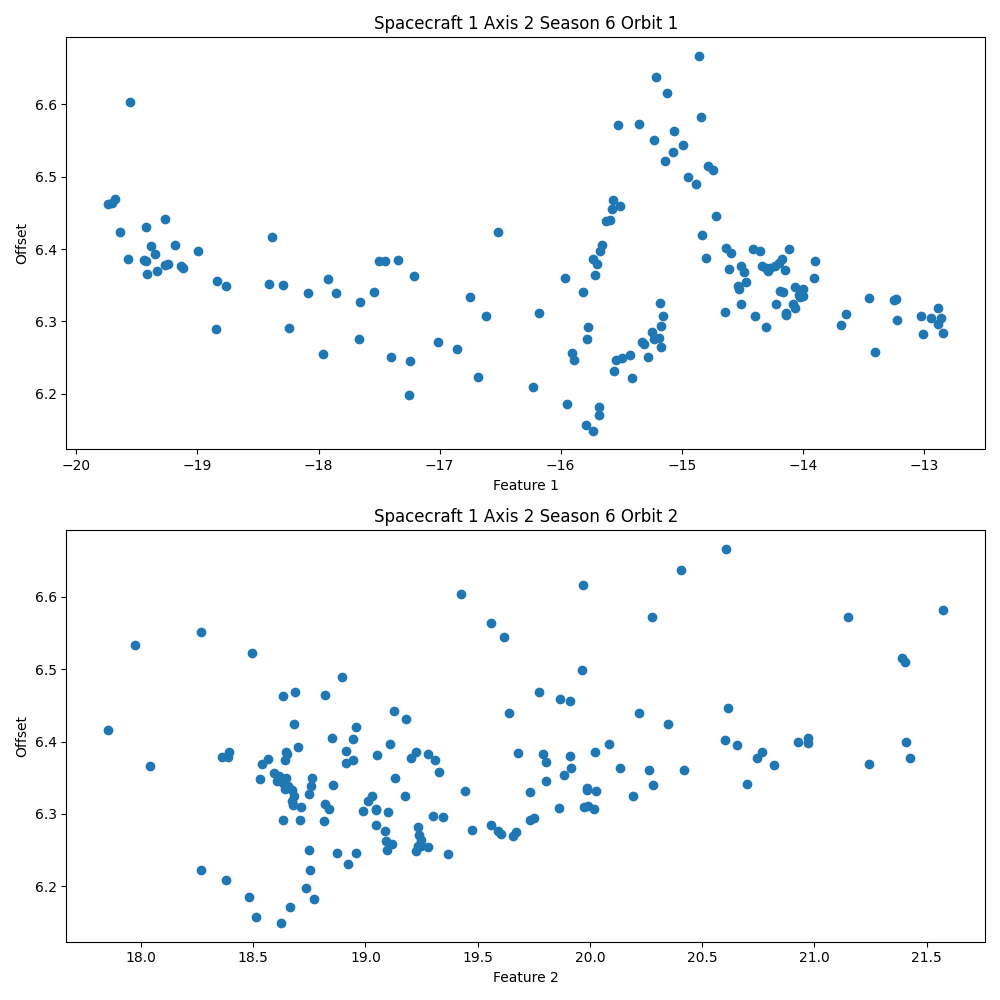 Spacecraft 1 Axis 2 Season 6 Orbit 1
6.6
6.5
6.4
6.3
6.2
Offset
−20 −19 −18 −17 −16 −15 −14 −13
Feature 1
Spacecraft 1 Axis 2 Season 6 Orbit 2
6.6
6.5
6.4
6.3
6.2
Offset
18.0 18.5 19.0 19.5 20.0 20.5 21.0 21.5
Feature 2